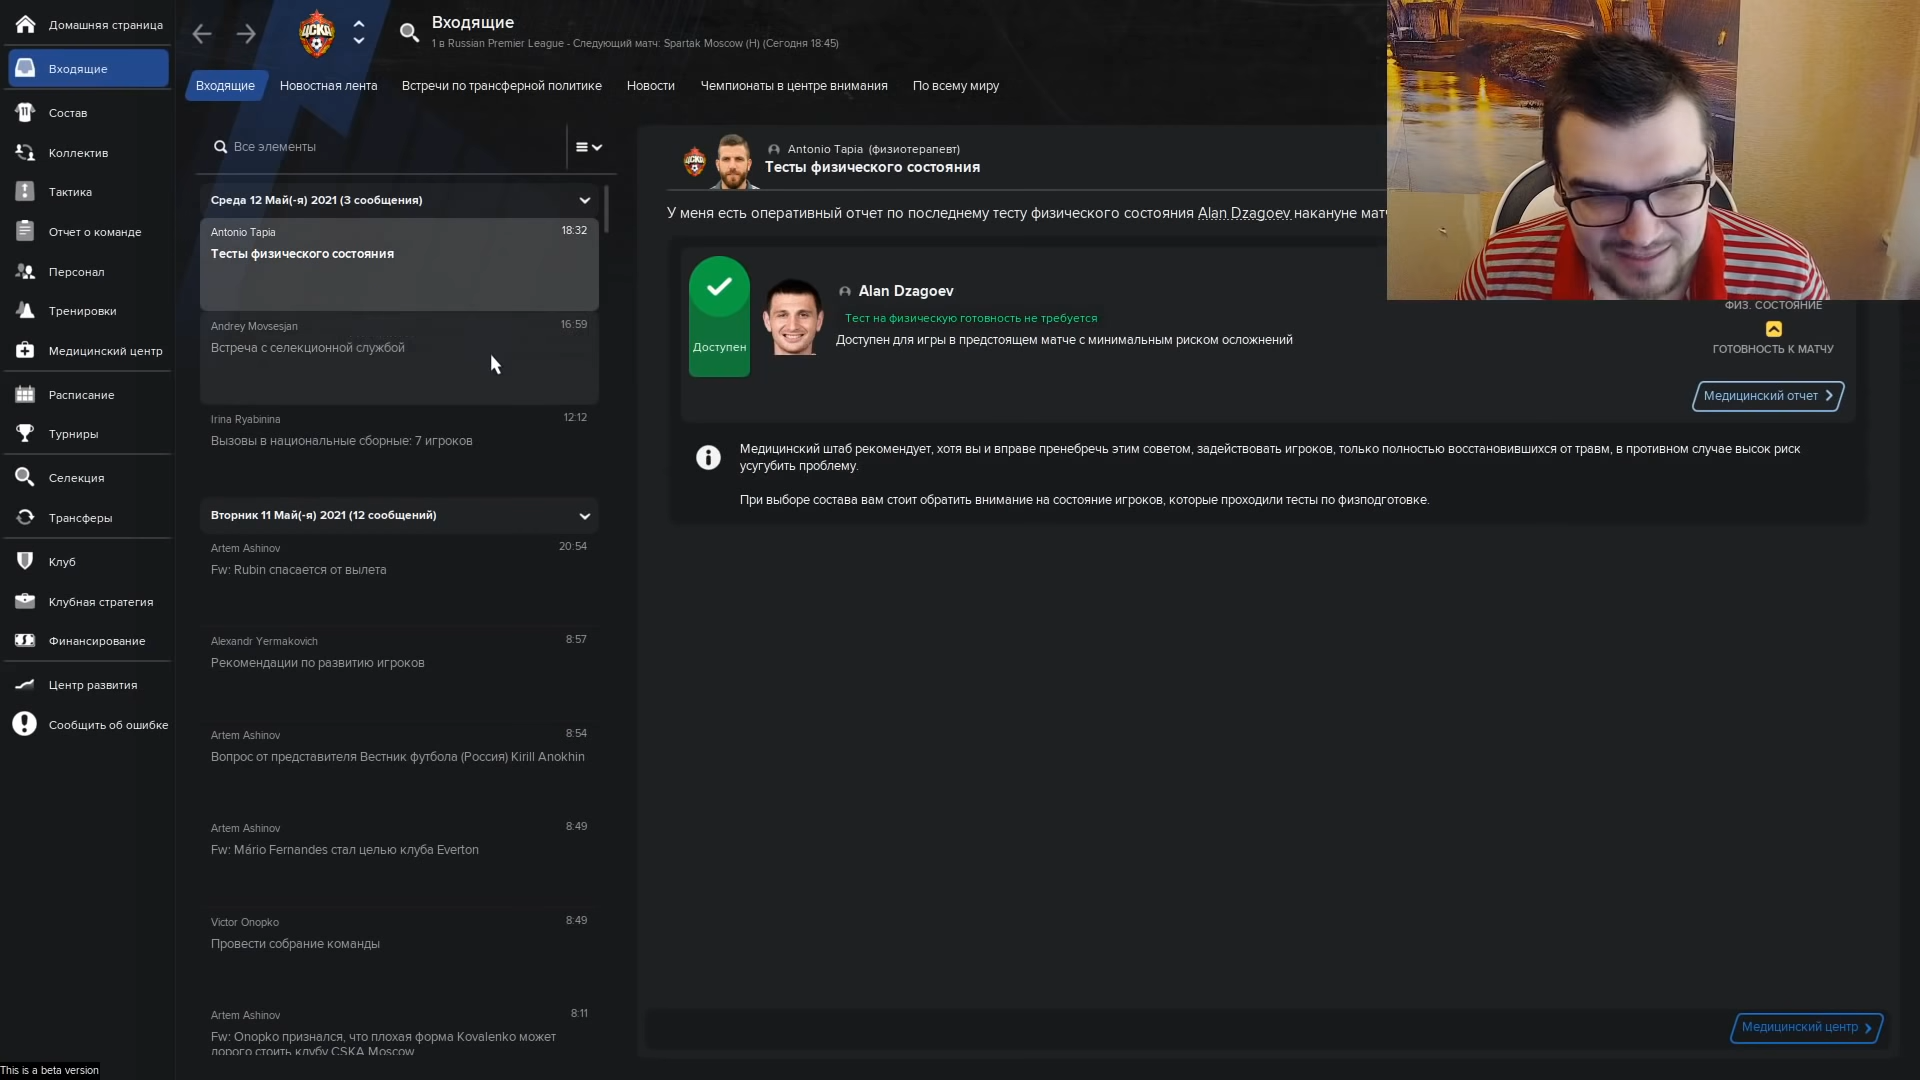 Домашняя страница
Входящие
Состав
Коллектив
Тактика
Отчет о команде
Персонал
Тренировки
Медицинский центр
Расписание
Турниры
Селекция
Трансферы
Клуб
Клубная стратегия
Финансирование
Центр развития
Сообщить об ошибке
This is a beta version
ЦСКА
Входящие
1 в Russian Premier League - Следующий матч: Spartak Moscow (Н) (Сегодня 18:45)
Входящие
Новостная лента
Встречи по трансферной политике
Новости
Чемпионаты в центре внимания
По всему миру
Все элементы
Среда 12 Май(-я) 2021 (3 сообщения)
Antonio Tapia 18:32
Тесты физического состояния
Andrey Movsesjan 16:59
Встреча с селекционной службой
Irina Ryabinina 12:12
Вызовы в национальные сборные: 7 игроков
Вторник 11 Май(-я) 2021 (12 сообщений)
Artem Ashinov 20:54
Fw: Rubin спасается от вылета
Alexandr Yermakovich 8:57
Рекомендации по развитию игроков
Artem Ashinov 8:54
Вопрос от представителя Вестник футбола (Россия) Kirill Anokhin
Artem Ashinov 8:49
Fw: Mário Fernandes стал целью клуба Everton
Victor Onopko 8:49
Провести собрание команды
Artem Ashinov 8:11
Fw: Onopko признался, что плохая форма Kovalenko может
дорого стоить клубу CSKA Moscow
Antonio Tapia (физиотерапевт)
Тесты физического состояния
У меня есть оперативный отчет по последнему тесту физического состояния Alan Dzagoev накануне
Доступен
Alan Dzagoev
Тест на физическую готовность не требуется
Доступен для игры в предстоящем матче с минимальным риском осложнений
ФИЗ. СОСТОЯНИЕ
ГОТОВНОСТЬ К МАТЧУ
Медицинский отчет
Медицинский штаб рекомендует, хотя вы и вправе пренебречь этим советом, задействовать игроков, только полностью восстановившихся от травм, в противном случае высок риск
усугубить проблему.
При выборе состава вам стоит обратить внимание на состояние игроков, которые проходили тесты по физподготовке.
Медицинский центр